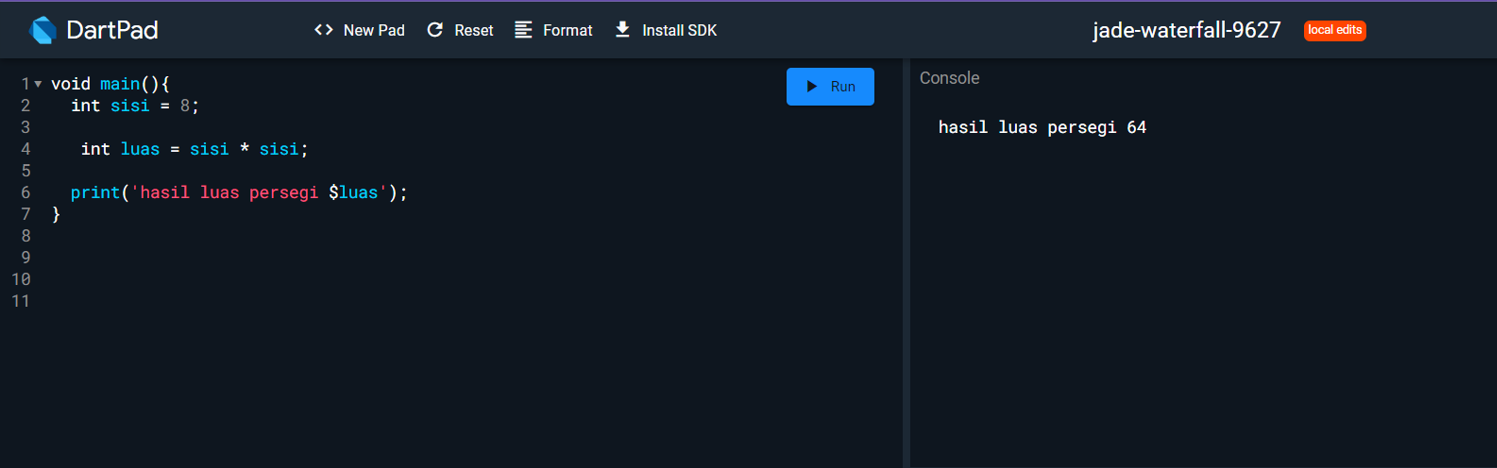 DartPad
<> New Pad
Reset
Format
Install SDK
jade-waterfall-9627
local edits
1 void main(){
2   int sisi = 8;
3
4    int luas = sisi * sisi;
5
6   print('hasil luas persegi $luas');
7 }
8
9
10
11
Run
Console
hasil luas persegi 64